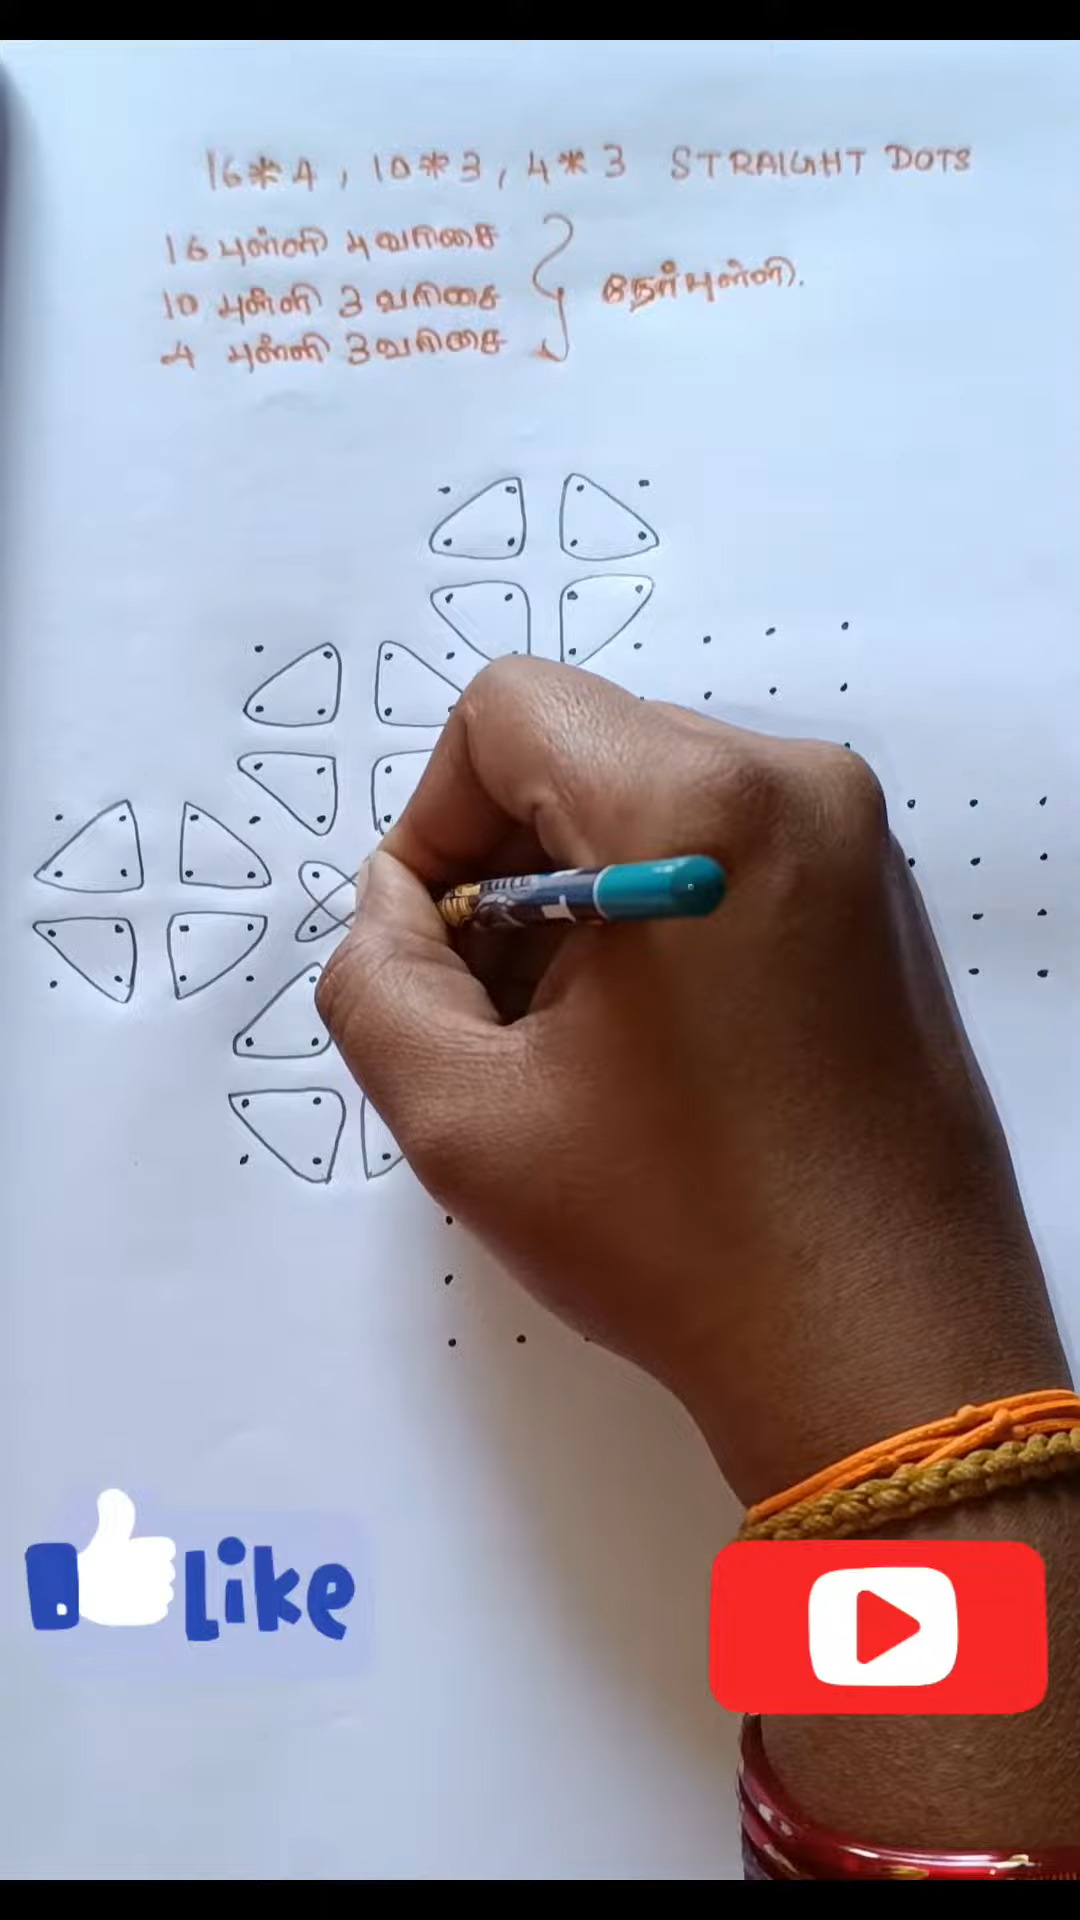 16*4, 10*3, 4*3 STRAIGHT DOTS
16 புள்ளி 4 வரிசை
10 புள்ளி 3 வரிசை
4 புள்ளி 3 வரிசை
நேர்புள்ளி.
Like